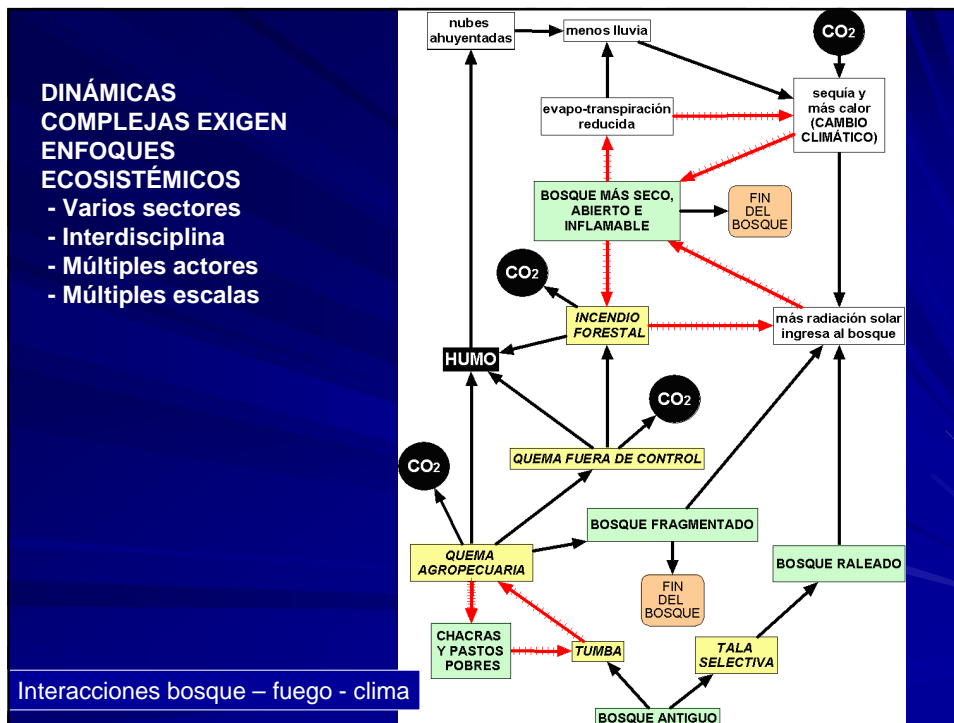 DINÁMICAS
COMPLEJAS EXIGEN
ENFOQUES
ECOSISTÉMICOS
- Varios sectores
- Interdisciplina
- Múltiples actores
- Múltiples escalas
nubes
ahuyentadas
menos lluvia
CO2
sequía y
más calor
(CAMBIO
CLIMÁTICO)
evapo-transpiración
reducida
BOSQUE MÁS SECO,
ABIERTO E
INFLAMABLE
FIN
DEL
BOSQUE
CO2
INCENDIO
FORESTAL
más radiación solar
ingresa al bosque
HUMO
CO2
QUEMA FUERA DE CONTROL
CO2
BOSQUE FRAGMENTADO
QUEMA
AGROPECUARIA
BOSQUE RALEADO
FIN
DEL
BOSQUE
CHACRAS
Y PASTOS
POBRES
TUMBA
TALA
SELECTIVA
BOSQUE ANTIGUO
Interacciones bosque – fuego - clima